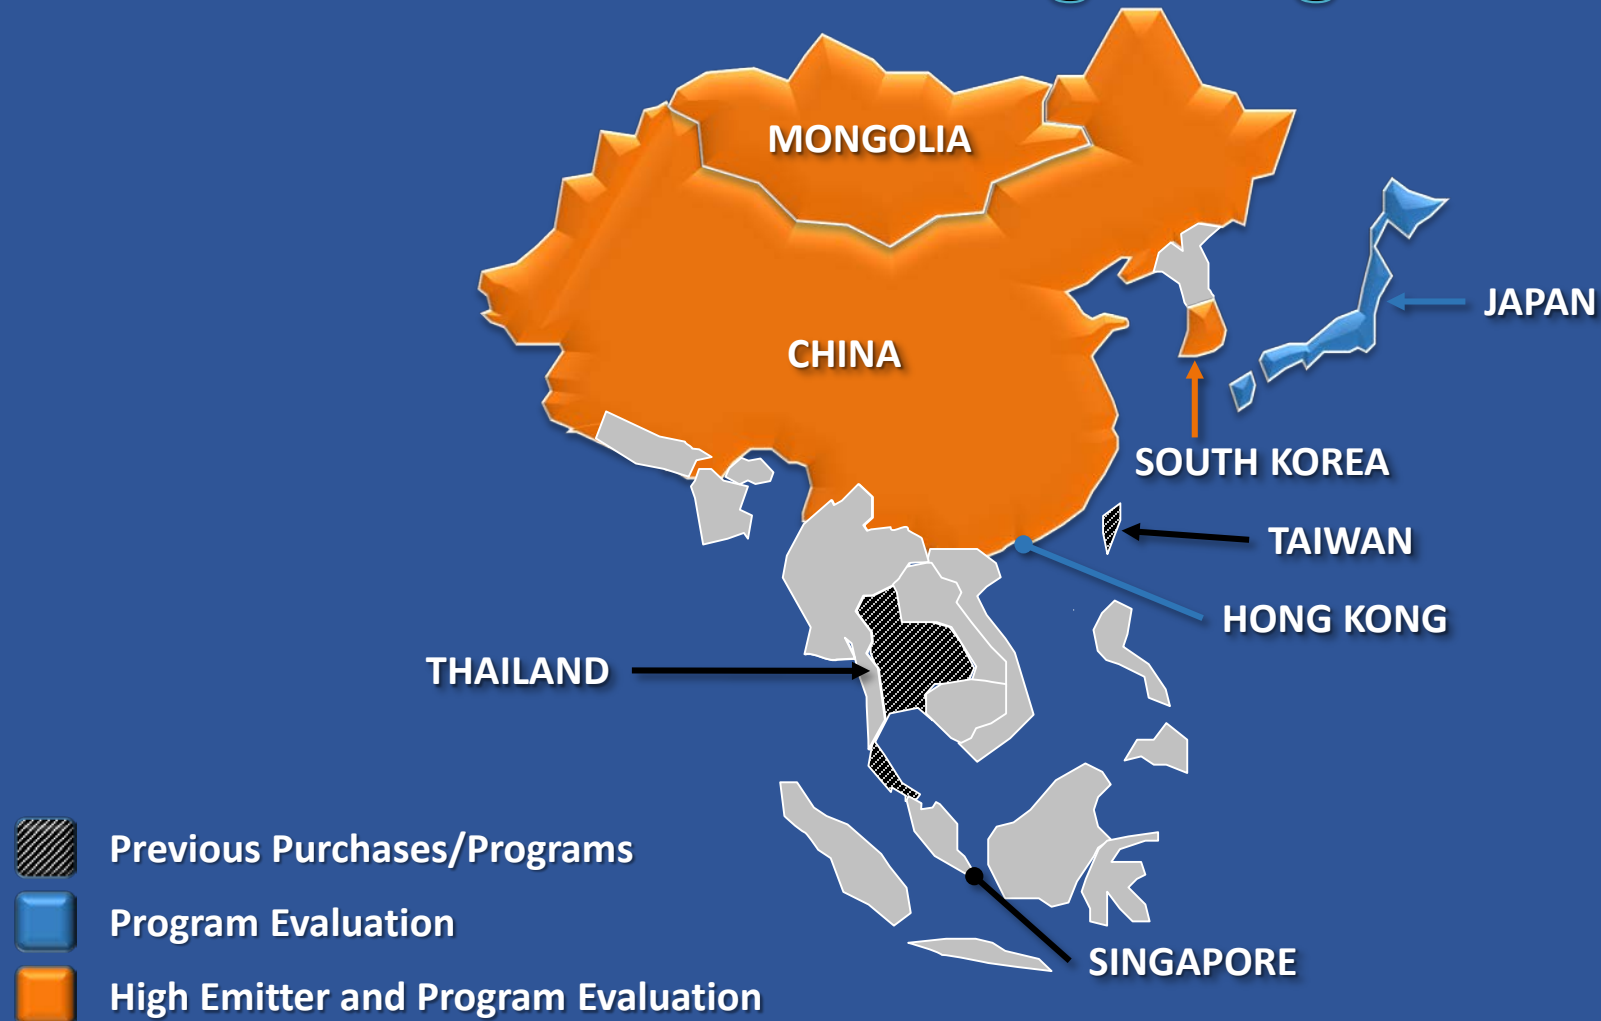 MONGOLIA
CHINA
JAPAN
SOUTH KOREA
TAIWAN
HONG KONG
THAILAND
SINGAPORE
Previous Purchases/Programs
Program Evaluation
High Emitter and Program Evaluation